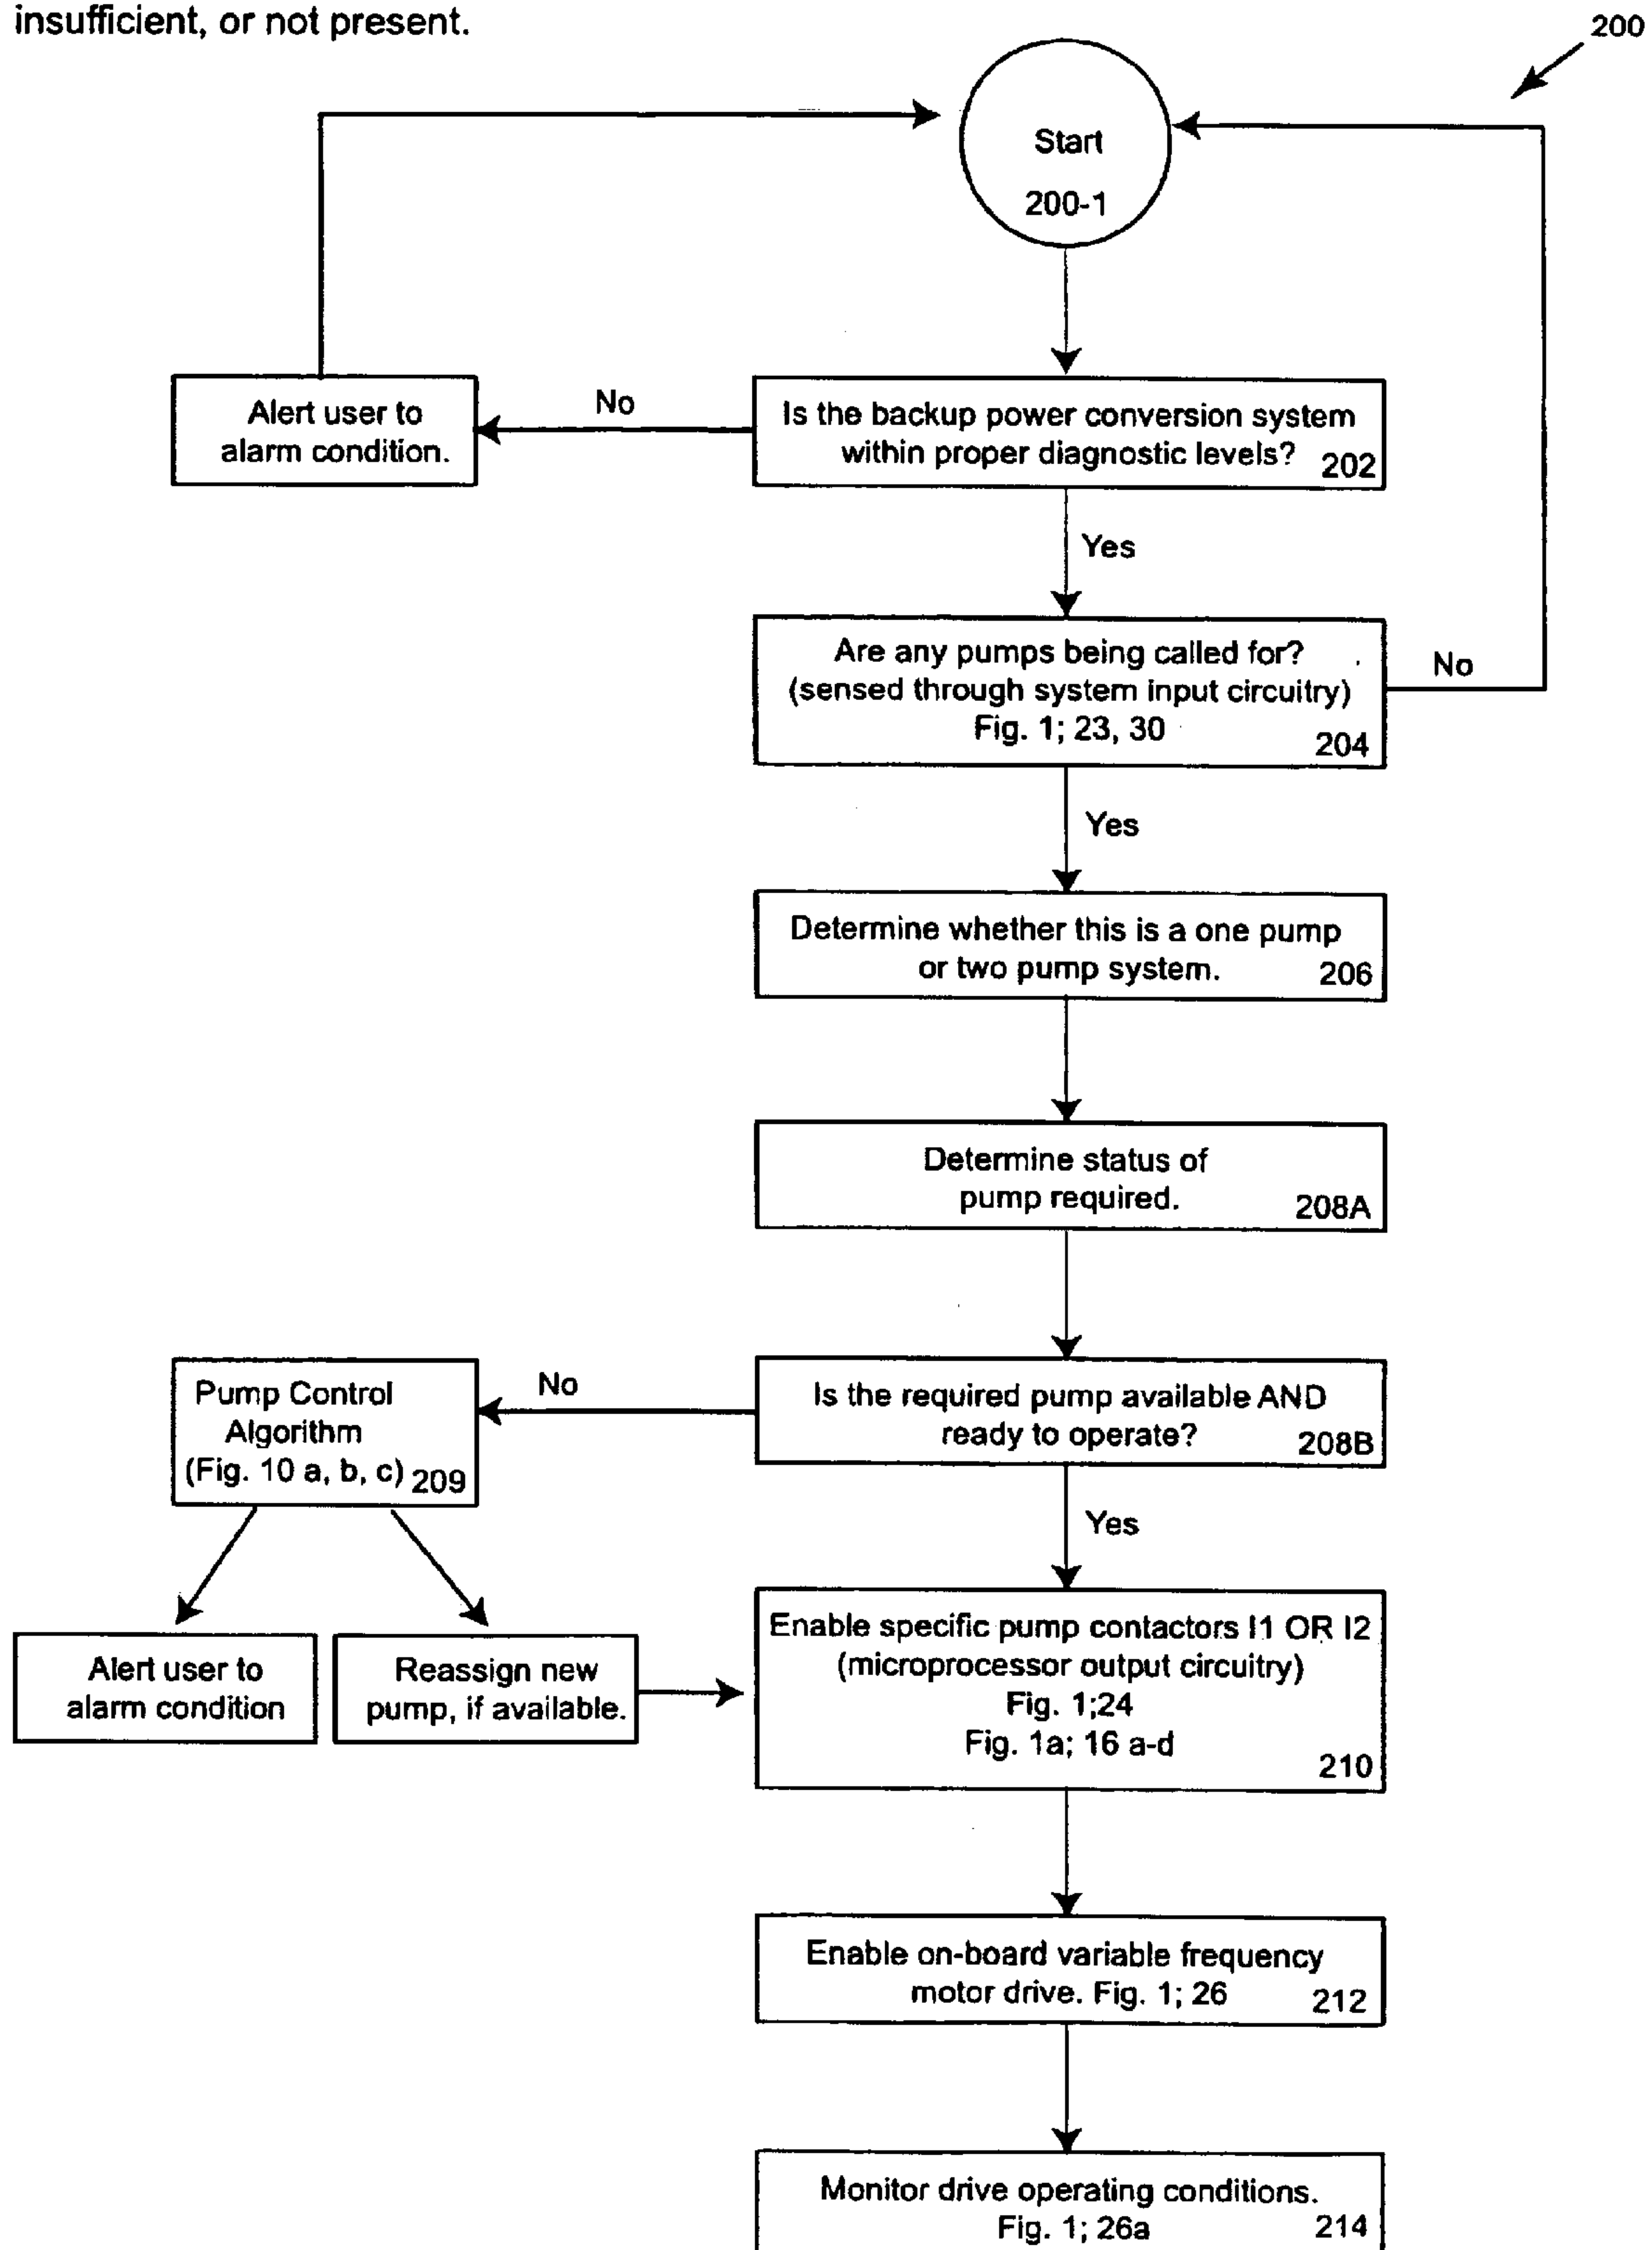 insufficient, or not present.
200
Start
200-1
Alert user to
alarm condition.
No
Is the backup power conversion system
within proper diagnostic levels? 202
Yes
Are any pumps being called for?
(sensed through system input circuitry)
Fig. 1; 23, 30
204
No
Yes
Determine whether this is a one pump
or two pump system. 206
Determine status of
pump required. 208A
Pump Control
Algorithm
(Fig. 10 a, b, c) 209
No
Is the required pump available AND
ready to operate? 208B
Yes
Alert user to
alarm condition
Reassign new
pump, if available.
Enable specific pump contactors I1 OR I2
(microprocessor output circuitry)
Fig. 1;24
Fig. 1a; 16 a-d
210
Enable on-board variable frequency
motor drive. Fig. 1; 26 212
Monitor drive operating conditions.
Fig. 1; 26a 214